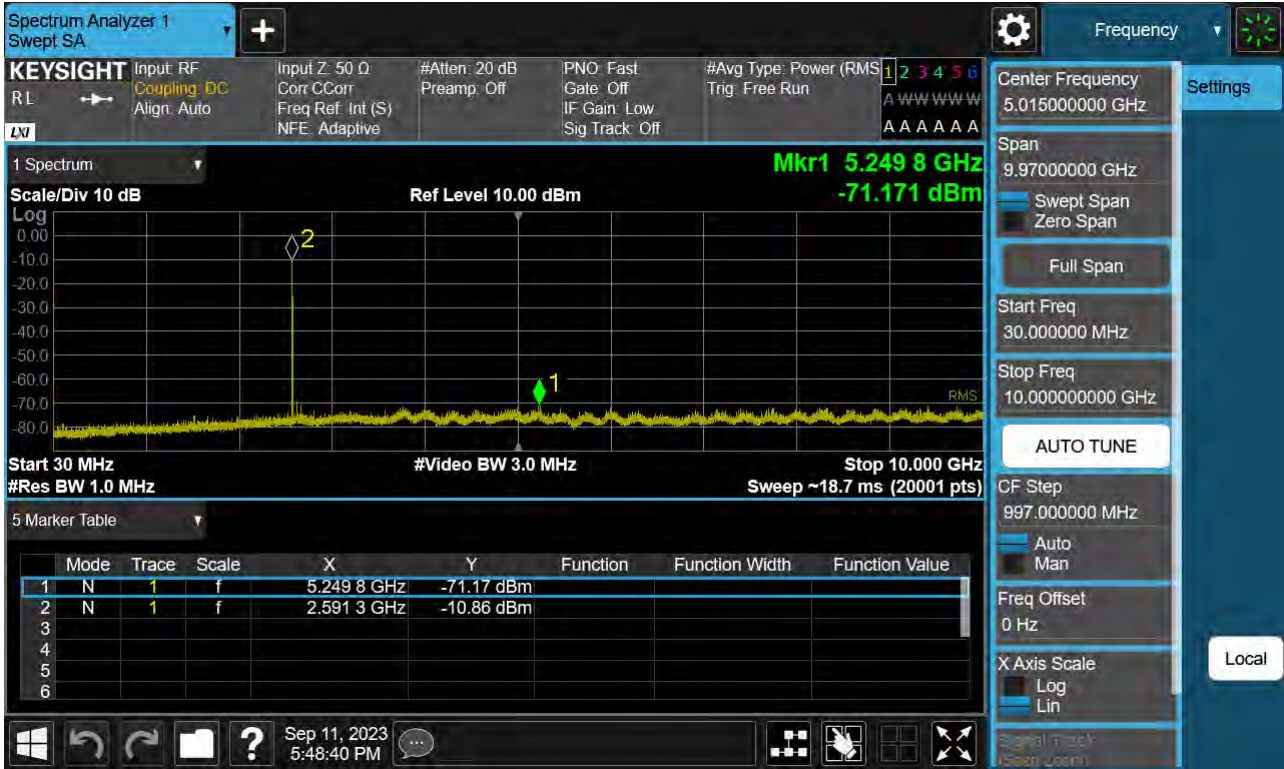 Spectrum Analyzer 1
Swept SA
+
Frequency
KEYSIGHT
R L
LXI
Input: RF
Coupling: DC
Align: Auto
Input Z: 50 Ω
Corr CCorr
Freq Ref: Int (S)
NFE: Adaptive
#Atten: 20 dB
Preamp: Off
PNO: Fast
Gate: Off
IF Gain: Low
Sig Track: Off
#Avg Type: Power (RMS
Trig: Free Run
1 2 3 4 5 6
A W W W W W
A A A A A A
1 Spectrum
Mkr1 5.249 8 GHz
-71.171 dBm
Scale/Div 10 dB
Ref Level 10.00 dBm
Log
0.00
-10.0
-20.0
-30.0
-40.0
-50.0
-60.0
-70.0
-80.0
2
1
RMS
Start 30 MHz
#Video BW 3.0 MHz
Stop 10.000 GHz
#Res BW 1.0 MHz
Sweep ~18.7 ms (20001 pts)
5 Marker Table
Mode Trace Scale X Y Function Function Width Function Value
1 N 1 f 5.249 8 GHz -71.17 dBm
2 N 1 f 2.591 3 GHz -10.86 dBm
3
4
5
6
?
Sep 11, 2023
5:48:40 PM
Center Frequency
5.015000000 GHz
Settings
Span
9.97000000 GHz
Swept Span
Zero Span
Full Span
Start Freq
30.000000 MHz
Stop Freq
10.000000000 GHz
AUTO TUNE
CF Step
997.000000 MHz
Auto
Man
Freq Offset
0 Hz
X Axis Scale
Log
Lin
Local
Signal Track
(Span Zoom)